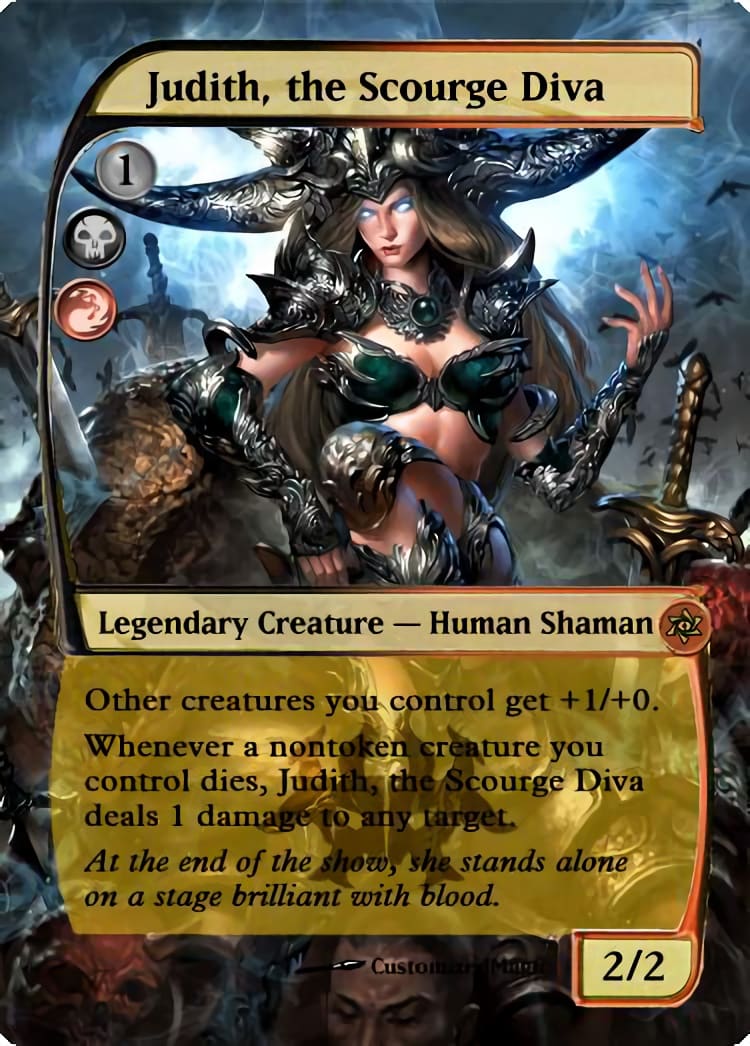 Judith, the Scourge Diva
1
Legendary Creature — Human Shaman
Other creatures you control get +1/+0.
Whenever a nontoken creature you
control dies, Judith, the Scourge Diva
deals 1 damage to any target.
At the end of the show, she stands alone
on a stage brilliant with blood.
2/2